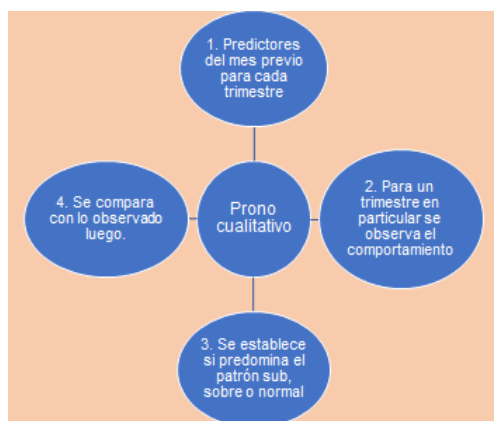 1. Predictores
del mes previo
para cada
trimestre
4. Se compara
con lo observado
luego.
Prono
cualitativo
2. Para un
trimestre en
particular se
observa el
comportamiento
3. Se establece
si predomina el
patrón sub,
sobre o normal